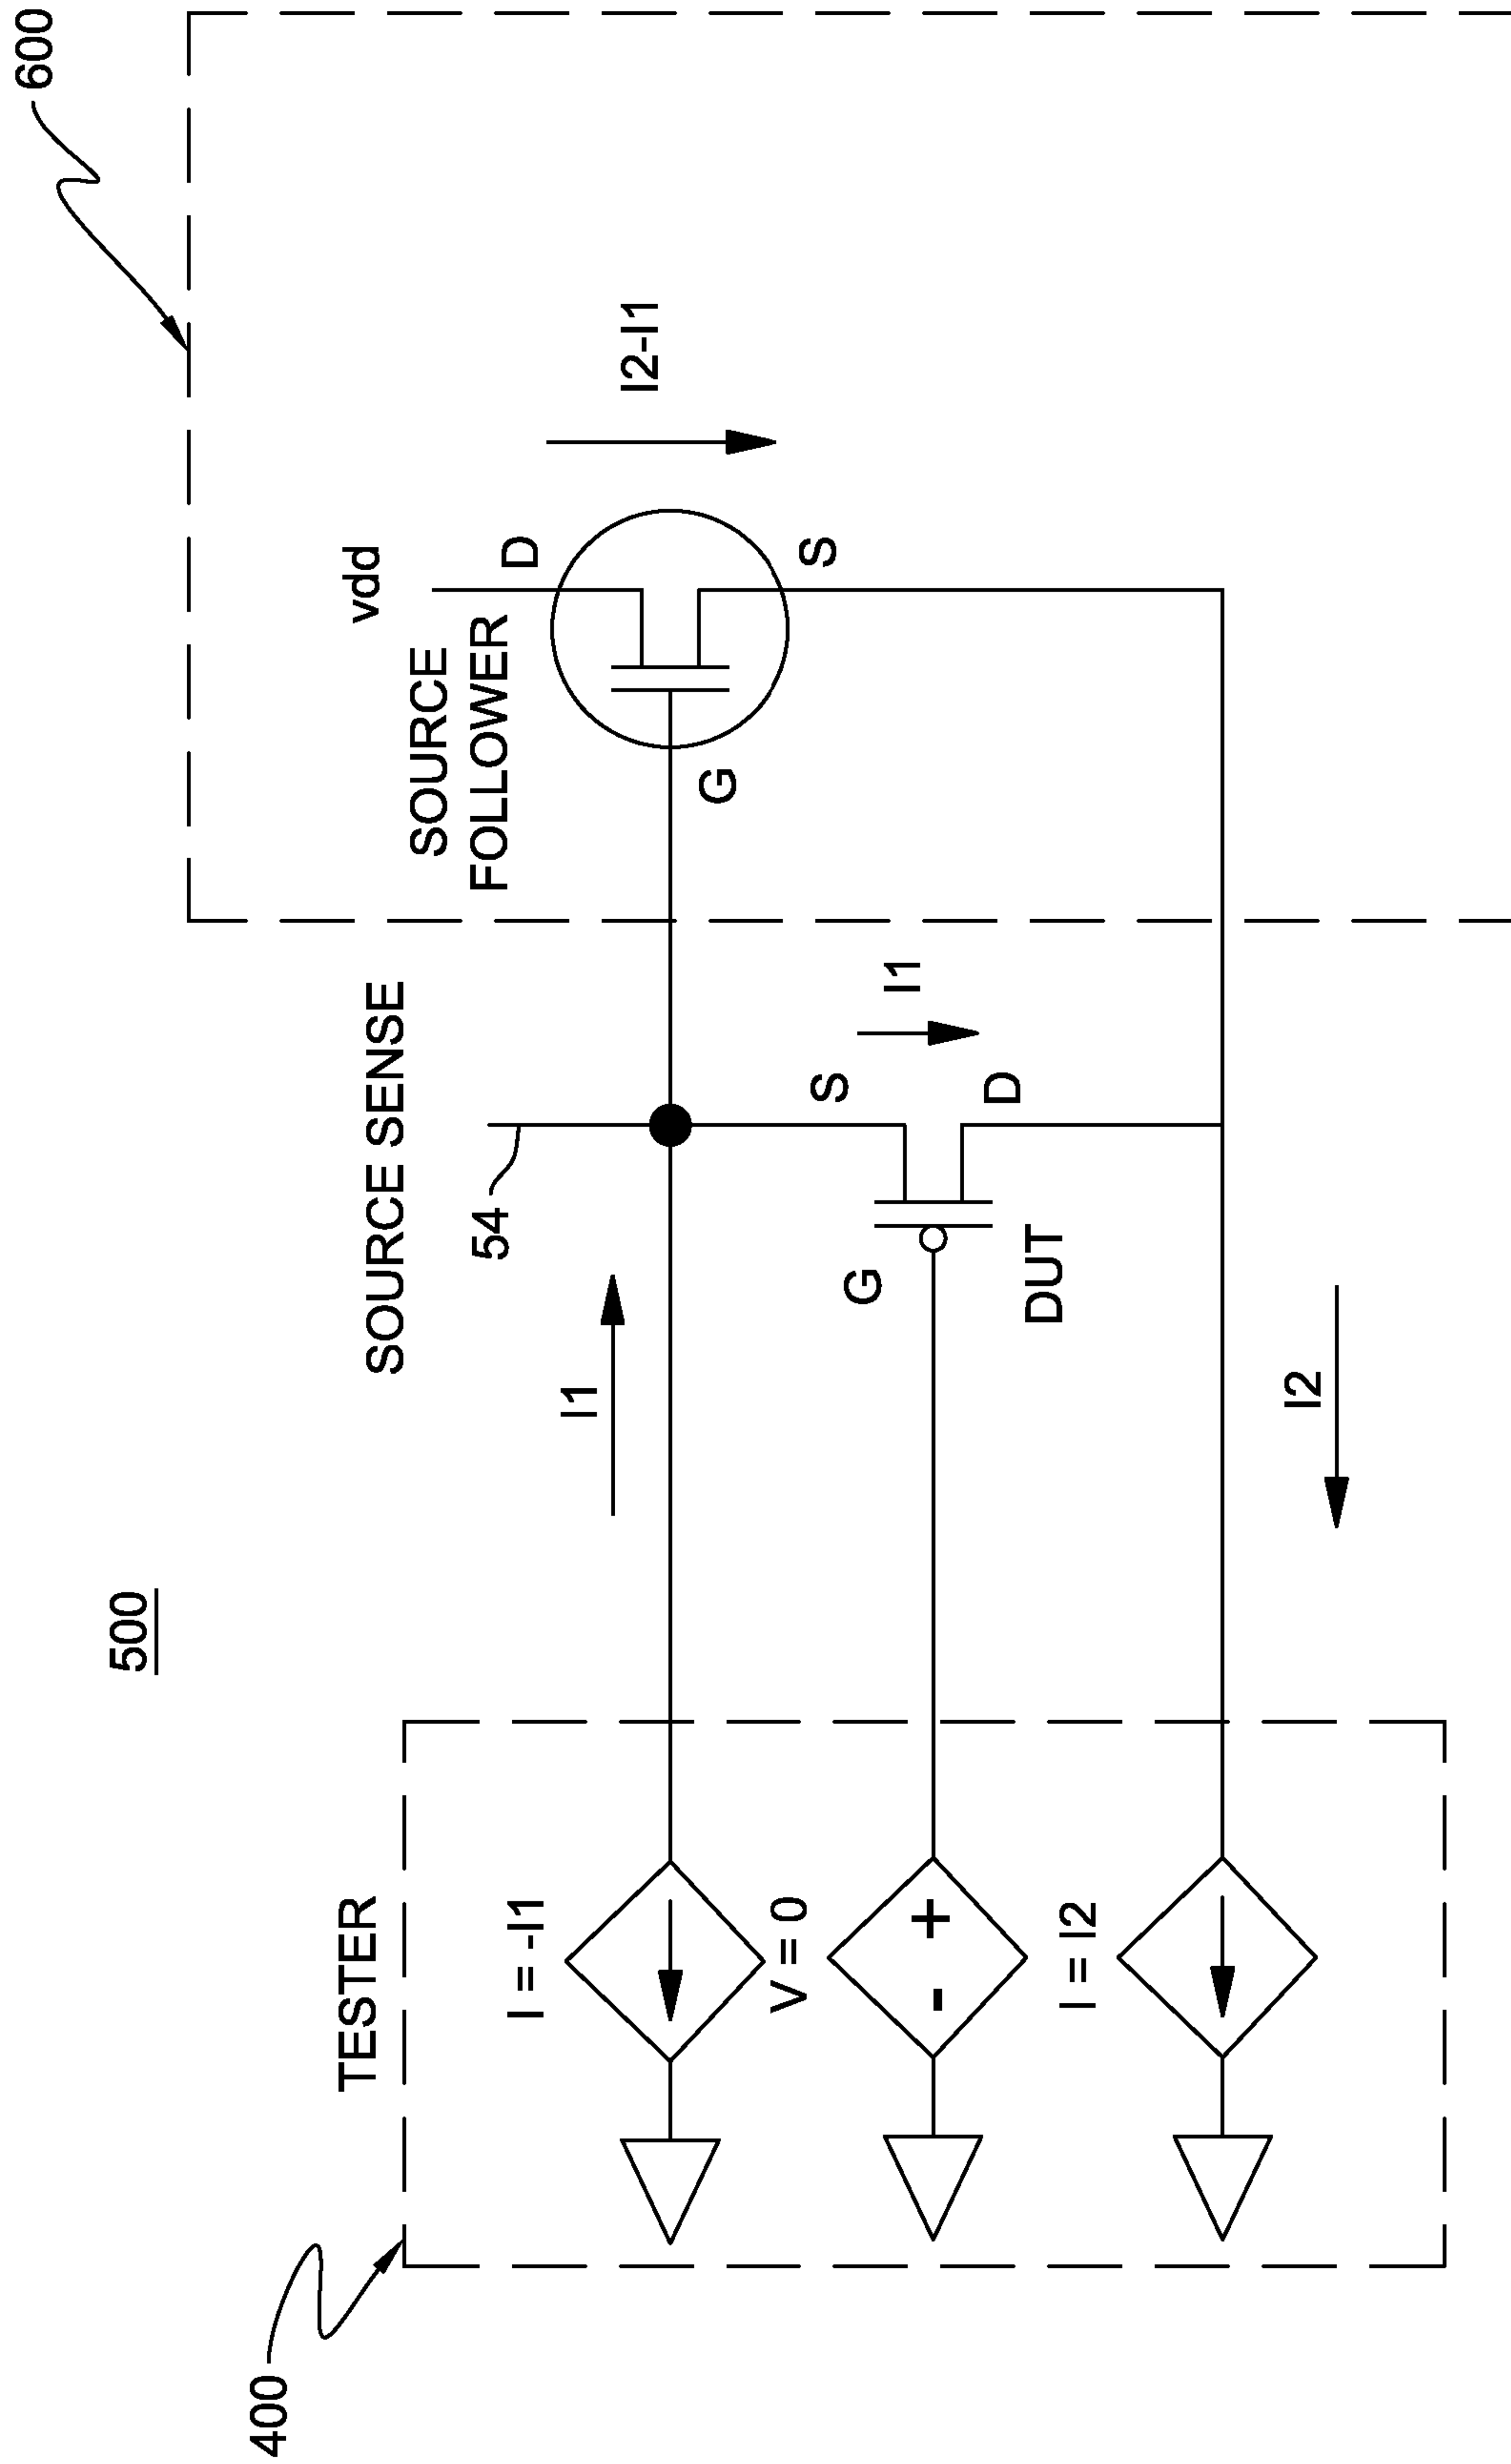 500
600
400
TESTER
I = -I1
V = 0
+
-
I = I2
SOURCE SENSE
54
I1
G
DUT
S
D
I1
I2
vdd
SOURCE
FOLLOWER
D
G
S
I2-I1